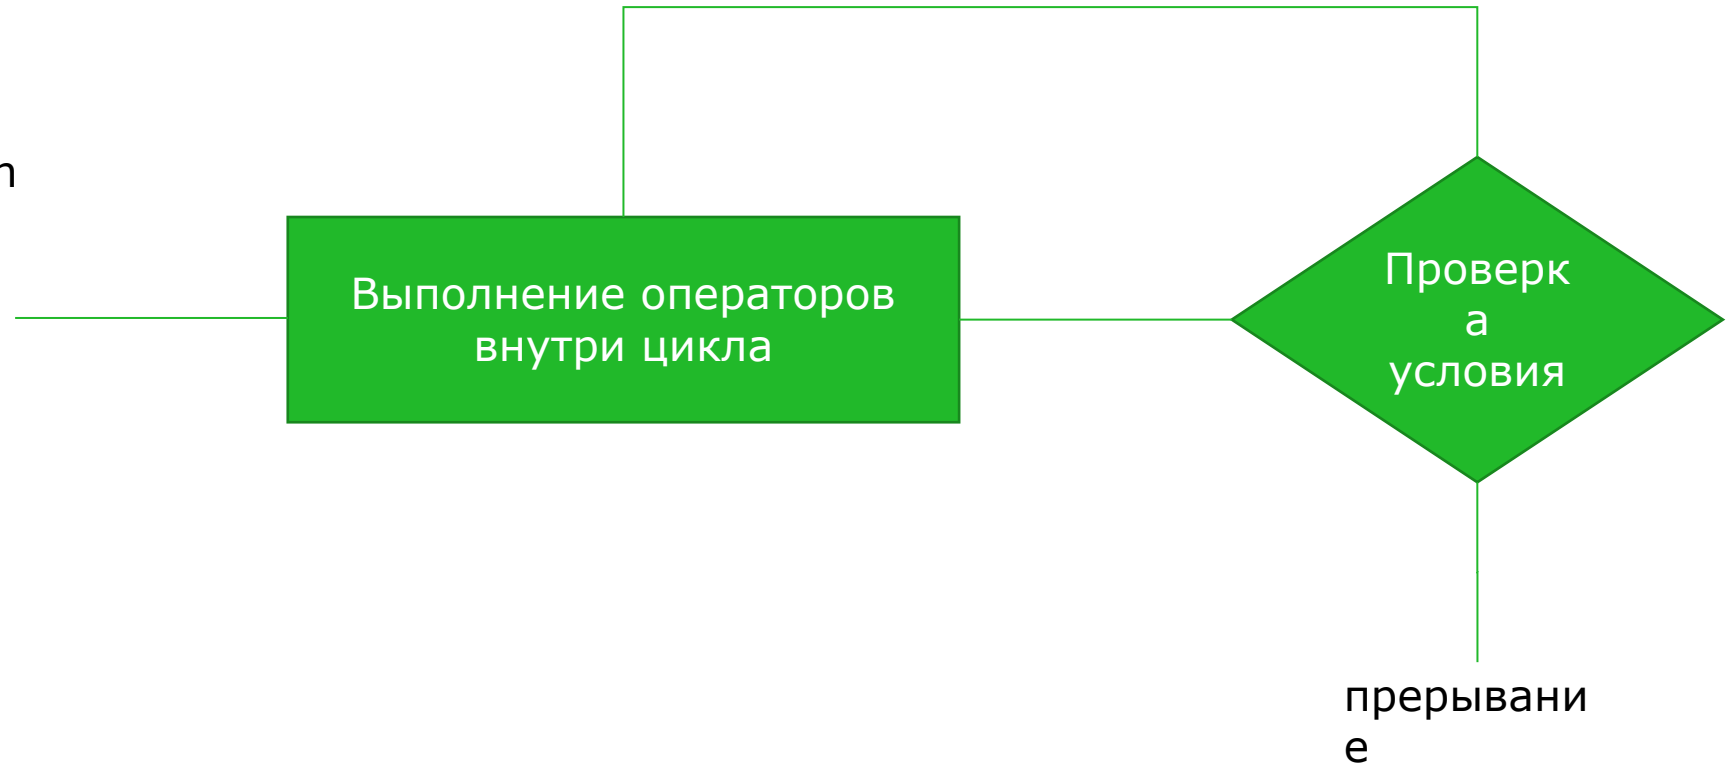 Выполнение операторов
внутри цикла
Проверк
а
условия
прерывани
е